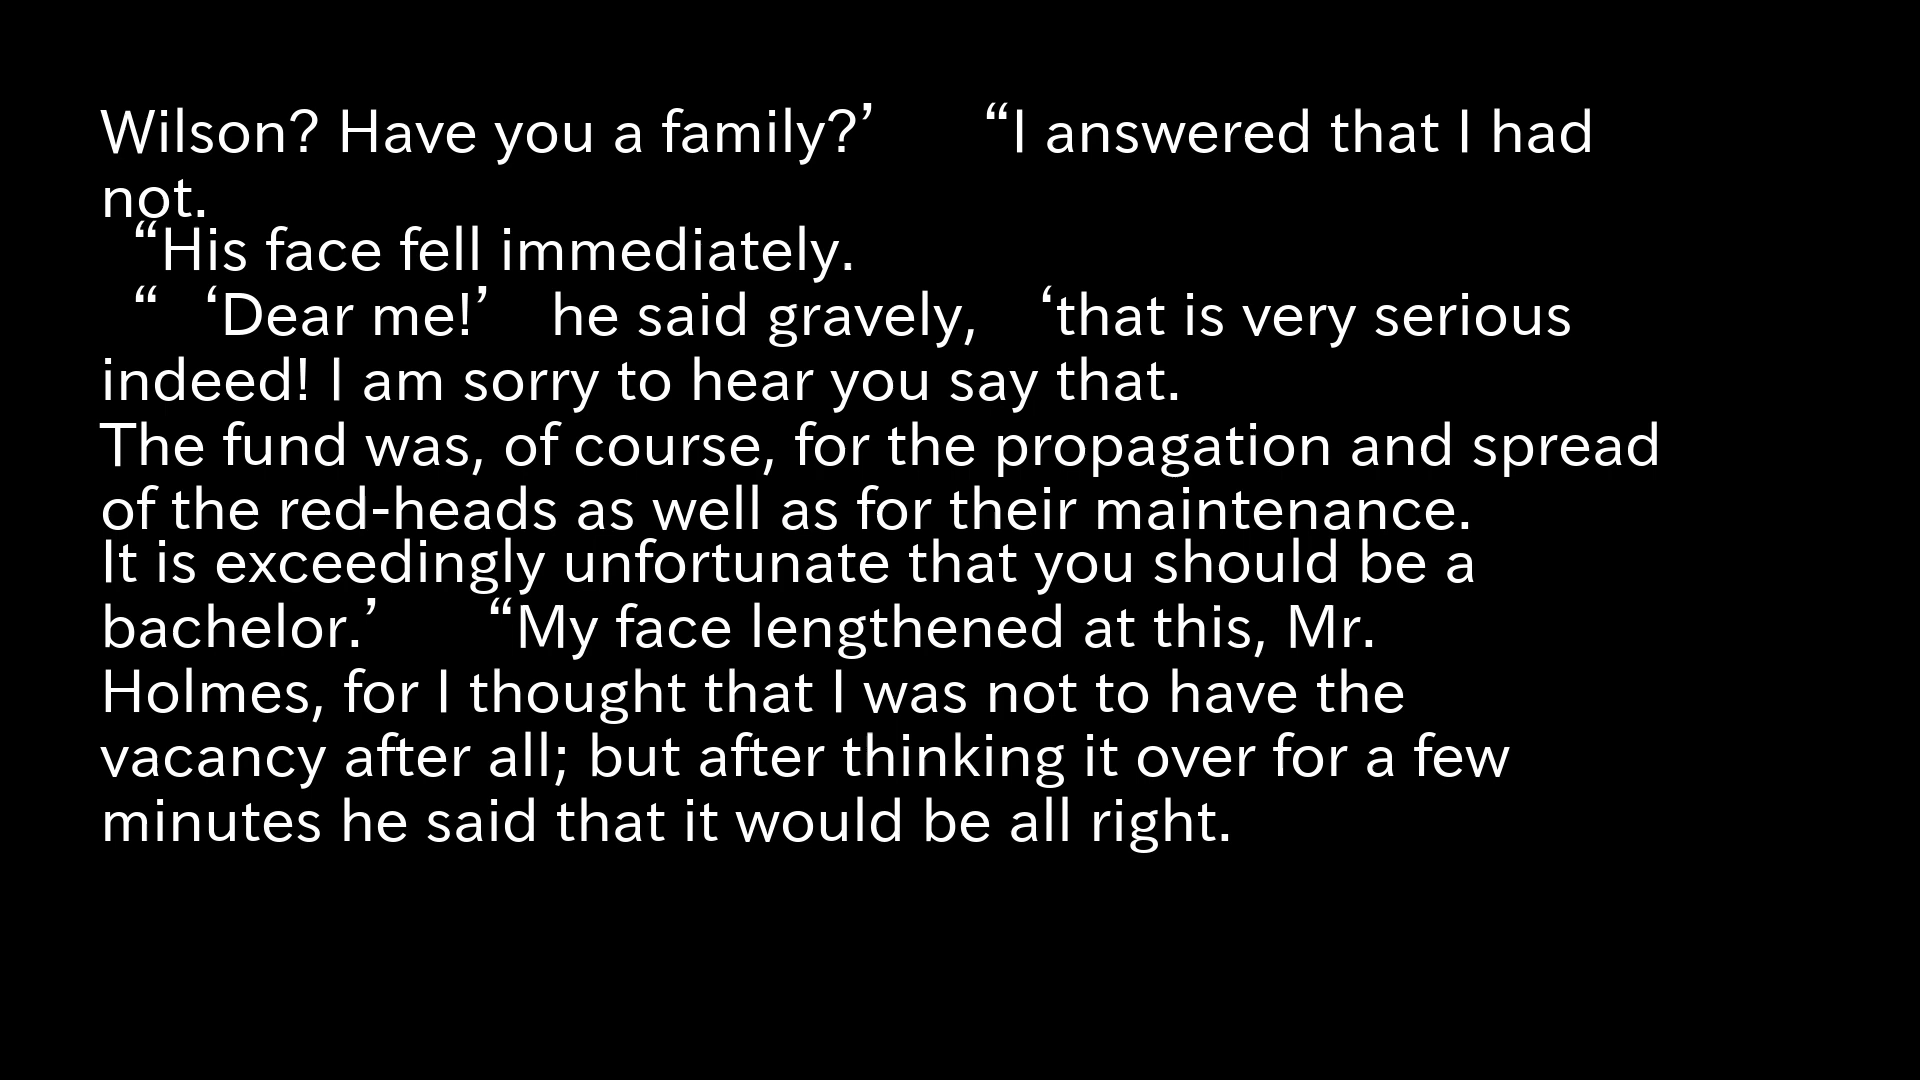 Wilson? Have you a family?’ “I answered that I had
not.
“His face fell immediately.
“ ‘Dear me!’ he said gravely, ‘that is very serious
indeed! I am sorry to hear you say that.
The fund was, of course, for the propagation and spread
of the red-heads as well as for their maintenance.
It is exceedingly unfortunate that you should be a
bachelor.’ “My face lengthened at this, Mr.
Holmes, for I thought that I was not to have the
vacancy after all; but after thinking it over for a few
minutes he said that it would be all right.